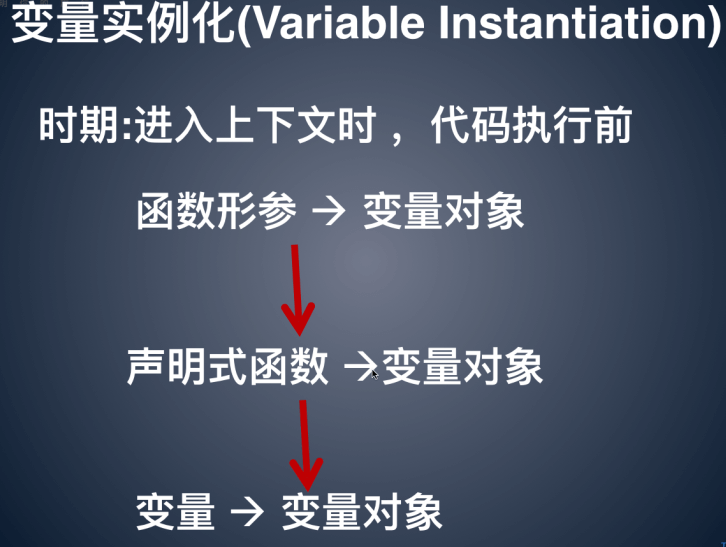 变量实例化(Variable Instantiation)
时期:进入上下文时，代码执行前
函数形参 → 变量对象
声明式函数 →变量对象
变量 → 变量对象